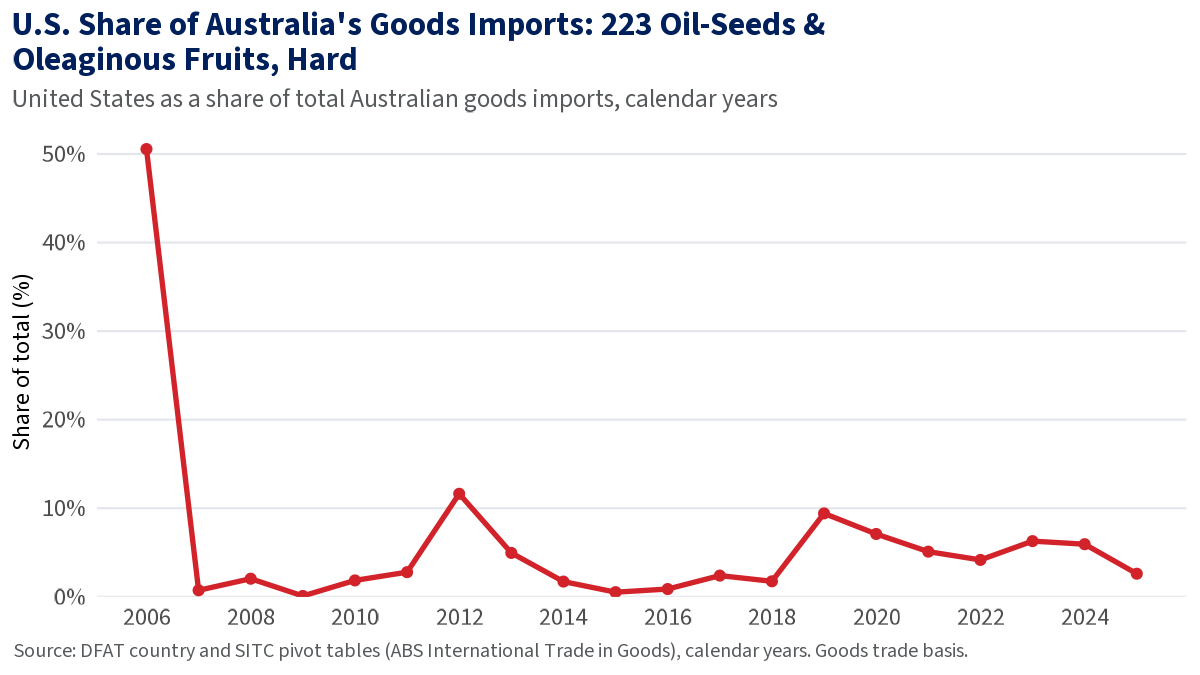 U.S. Share of Australia's Goods Imports: 223 Oil-Seeds &
Oleaginous Fruits, Hard
United States as a share of total Australian goods imports, calendar years
Share of total (%)
50%
40%
30%
20%
10%
0%
2006 2008 2010 2012 2014 2016 2018 2020 2022 2024
Source: DFAT country and SITC pivot tables (ABS International Trade in Goods), calendar years. Goods trade basis.